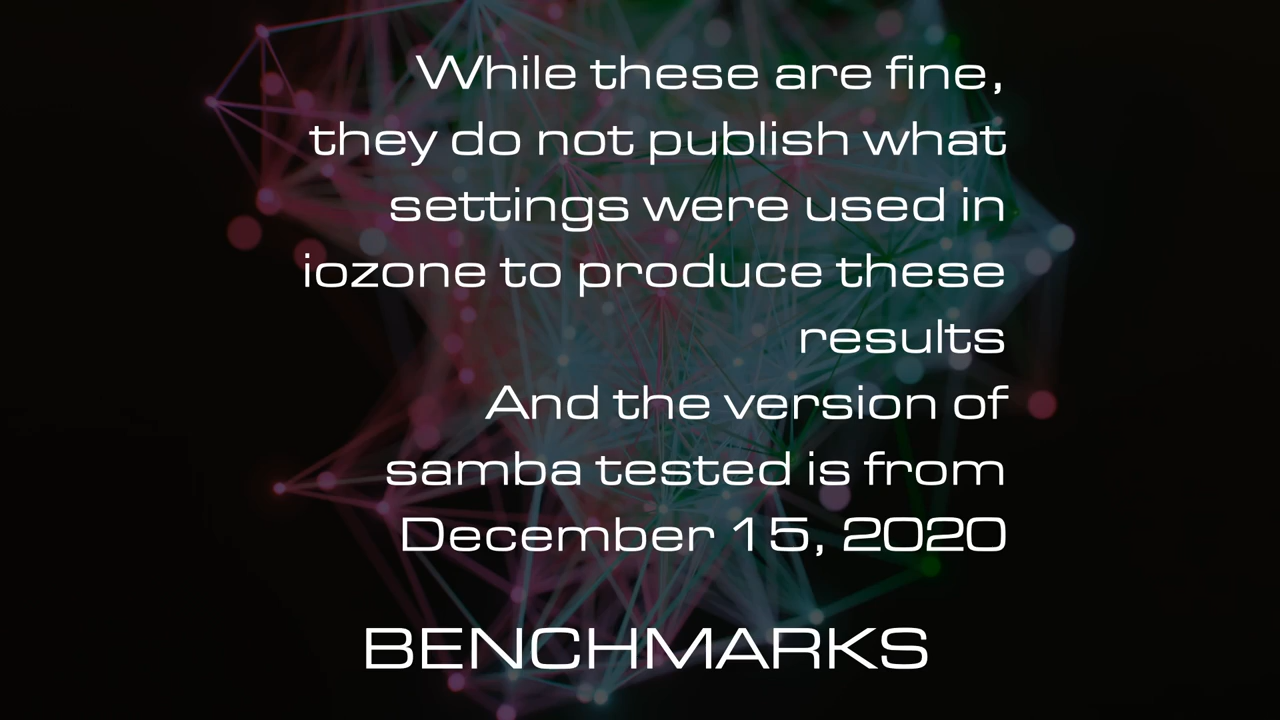 While these are fine,
they do not publish what
settings were used in
iozone to produce these
results
And the version of
samba tested is from
December 15, 2020
BENCHMARKS